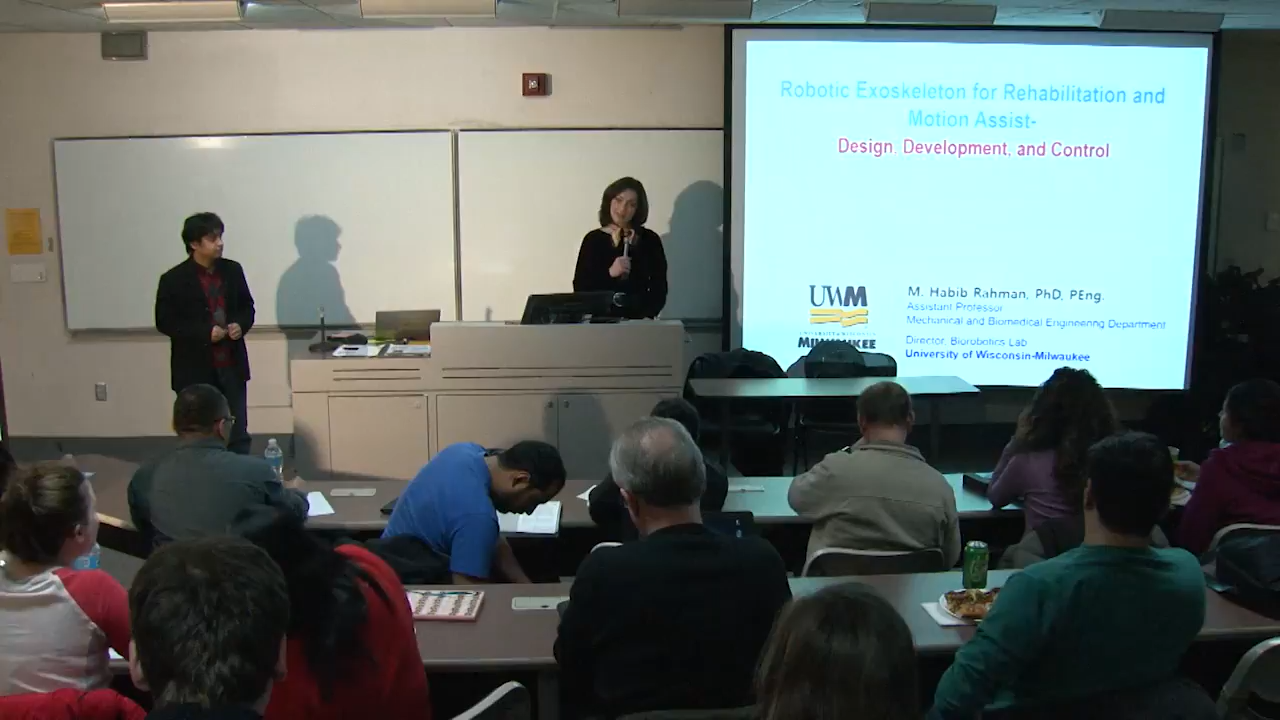 Robotic Exoskeleton for Rehabilitation and
Motion Assist-
Design, Development, and Control
UWM
MILWAUKEE
M. Habib Rahman, PhD, PEng.
Assistant Professor
Mechanical and Biomedical Engineering Department
Director, Biorobotics Lab
University of Wisconsin-Milwaukee